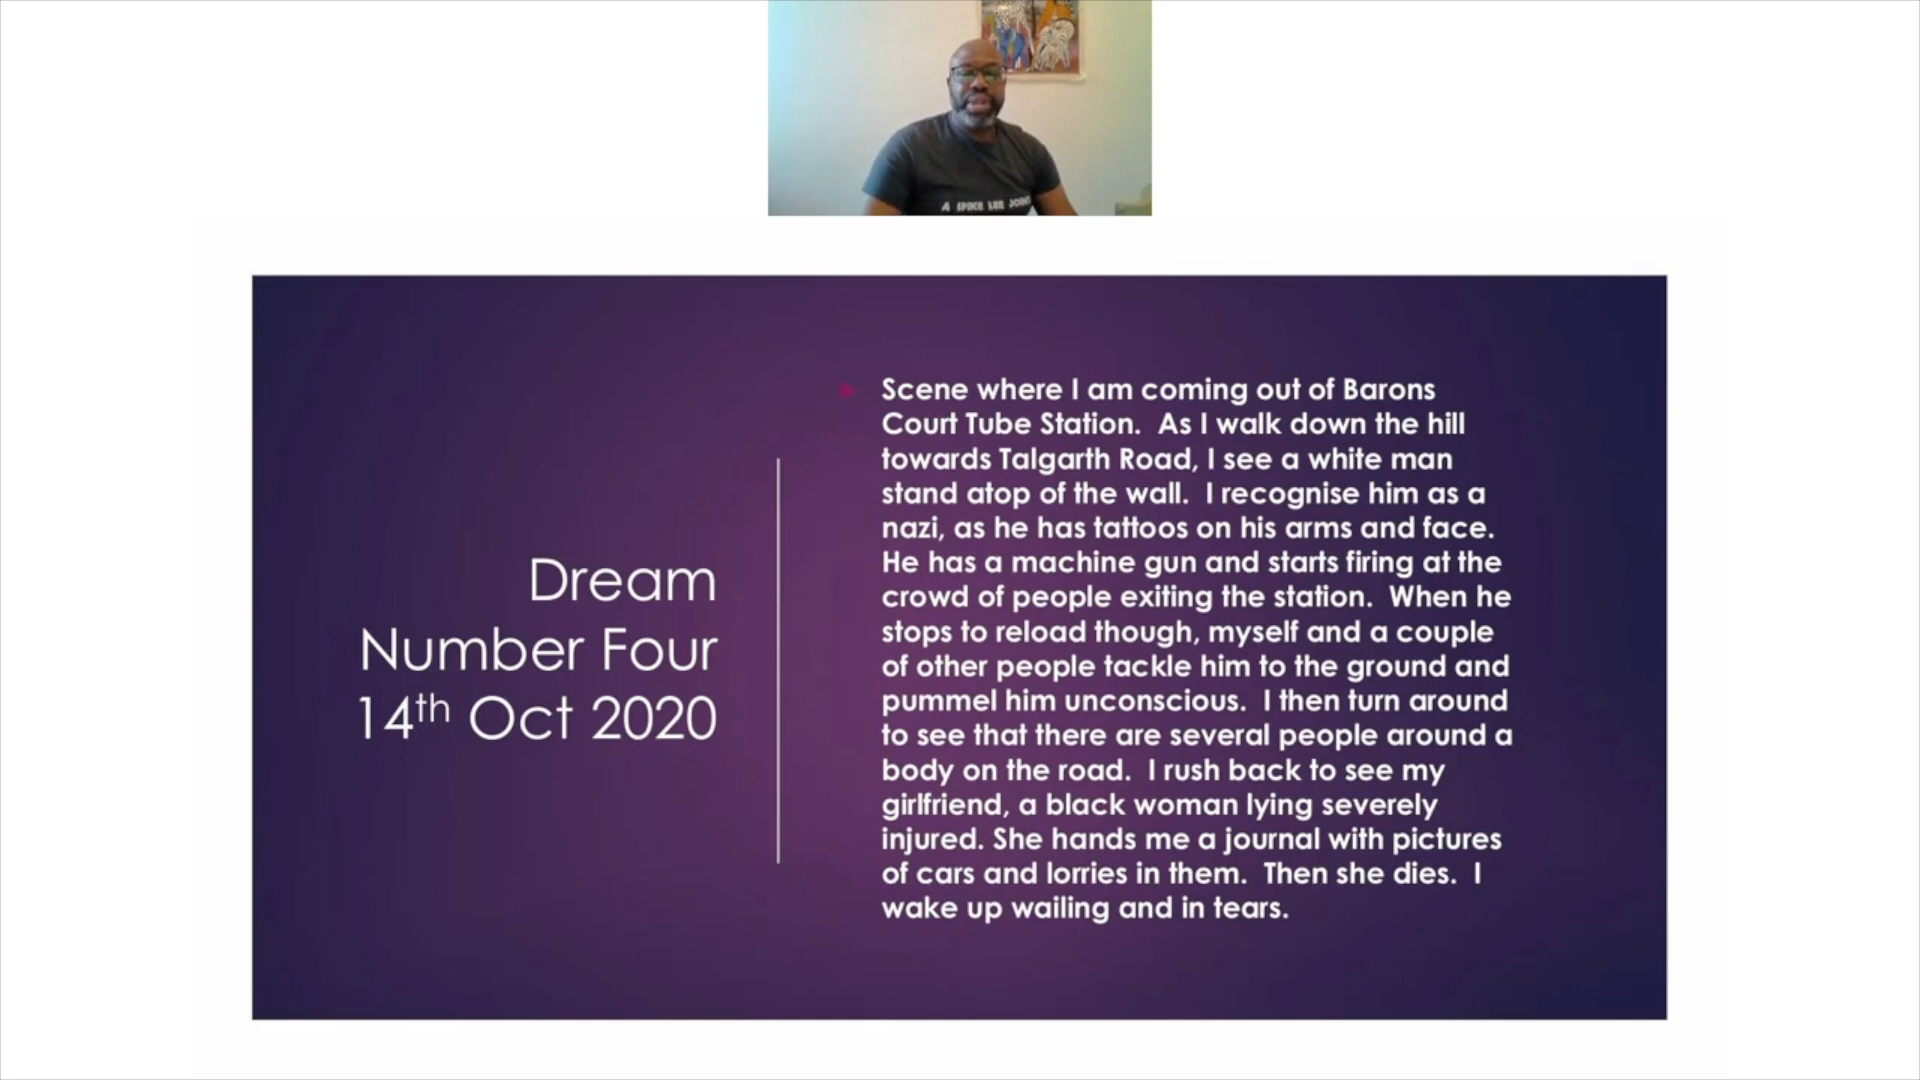 A SPIKE LEE JOINT
Dream
Number Four
14th Oct 2020
Scene where I am coming out of Barons
Court Tube Station. As I walk down the hill
towards Talgarth Road, I see a white man
stand atop of the wall. I recognise him as a
nazi, as he has tattoos on his arms and face.
He has a machine gun and starts firing at the
crowd of people exiting the station. When he
stops to reload though, myself and a couple
of other people tackle him to the ground and
pummel him unconscious. I then turn around
to see that there are several people around a
body on the road. I rush back to see my
girlfriend, a black woman lying severely
injured. She hands me a journal with pictures
of cars and lorries in them. Then she dies. I
wake up wailing and in tears.